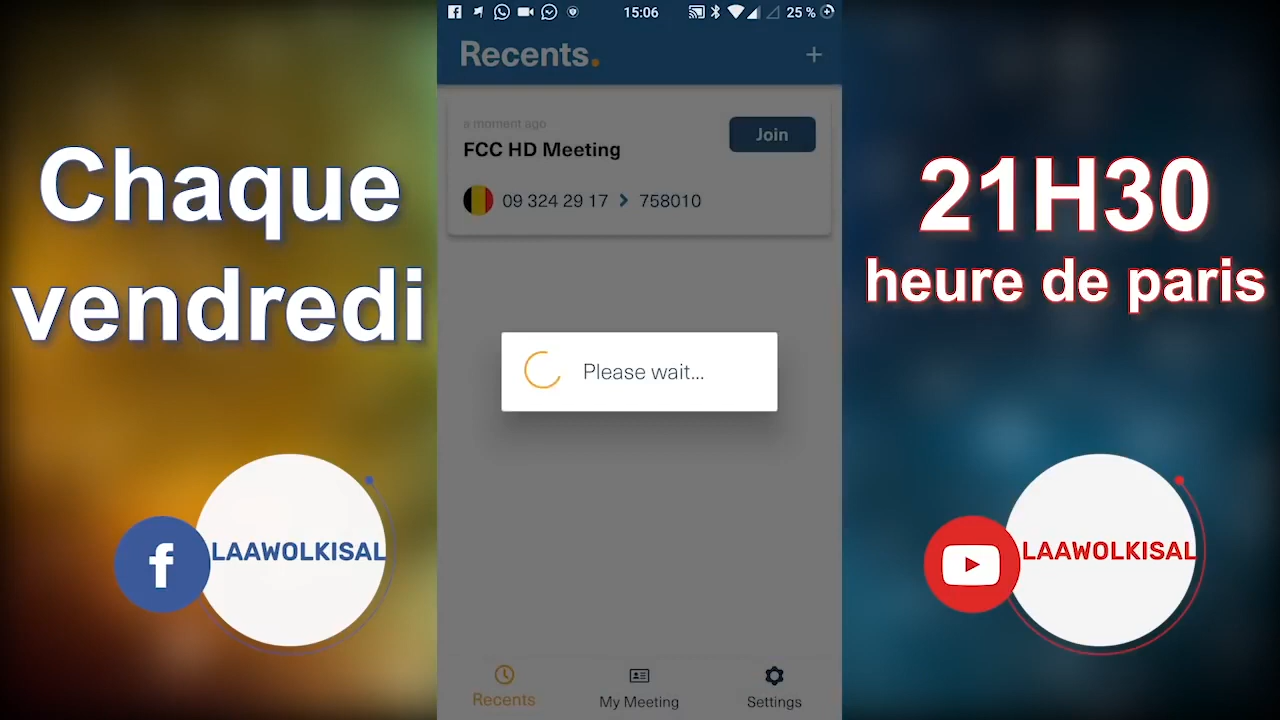 15:06
25 %
Recents.
+
a moment ago
FCC HD Meeting
Join
09 324 29 17 > 758010
Please wait...
Recents
My Meeting
Settings
Chaque
vendredi
f
LAAWOLKISAL
21H30
heure de paris
LAAWOLKISAL